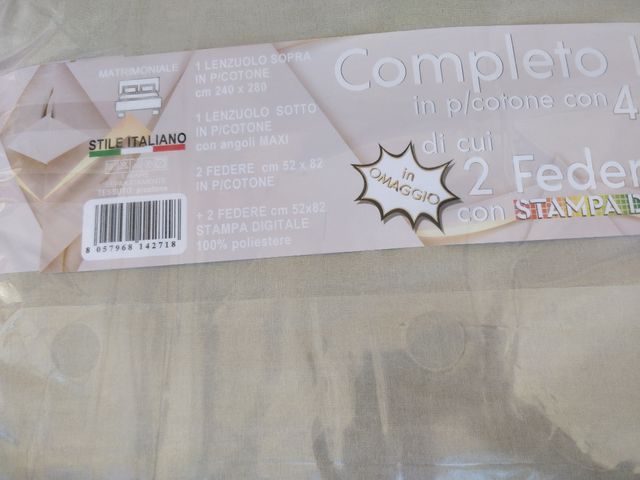 MATRIMONIALE
STILE ITALIANO
8 057968 142718
1 LENZUOLO SOPRA
IN P/COTONE
cm 240 x 280
1 LENZUOLO SOTTO
IN P/COTONE
con angoli MAXI
2 FEDERE cm 52 x 82
IN P/COTONE
+ 2 FEDERE cm 52x82
STAMPA DIGITALE
100% poliestere
Completo
in p/cotone con 4
di cui
in
OMAGGIO
2 Feder
con STAMPA